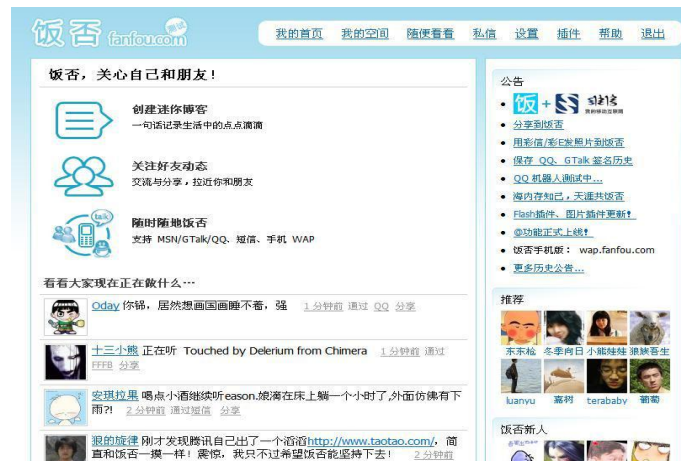 饭否 测试 fanfou.com
我的首页 我的空间 随便看看 私信 设置 插件 帮助 退出
饭否，关心自己和朋友！
创建迷你博客
一句话记录生活中的点点滴滴
关注好友动态
交流与分享，拉近你和朋友
talk
随时随地饭否
支持 MSN/GTalk/QQ、短信、手机 WAP
看看大家现在正在做什么…
Oday 你锅，居然想画国画睡不着，强 1 分钟前 通过 QQ 分享
十三小熊 正在听 Touched by Delerium from Chimera 1 分钟前 通过
FFFB 分享
安琪拉果 喝点小酒继续听eason.娘滴在床上躺一个小时了,外面仿佛有下
雨?! 2 分钟前 通过短信 分享
狼的旋律 刚才发现腾讯自己出了一个滔滔http://www.taotao.com/，简
直和饭否一摸一样！震惊，我只不过希望饭否能坚持下去！ 2 分钟前
公告
饭 +
分享到饭否
用彩信/彩E发照片到饭否
保存 QQ、GTalk 签名历史
QQ 机器人测试中...
海内存知己，天涯共饭否
Flash插件、图片插件更新！
@功能正式上线！
饭否手机版： wap.fanfou.com
更多历史公告...
推荐
东东枪 冬季向日 小熊娃娃 狼族吾生
luanyu 嘉树 terababy 葡萄
饭否新人